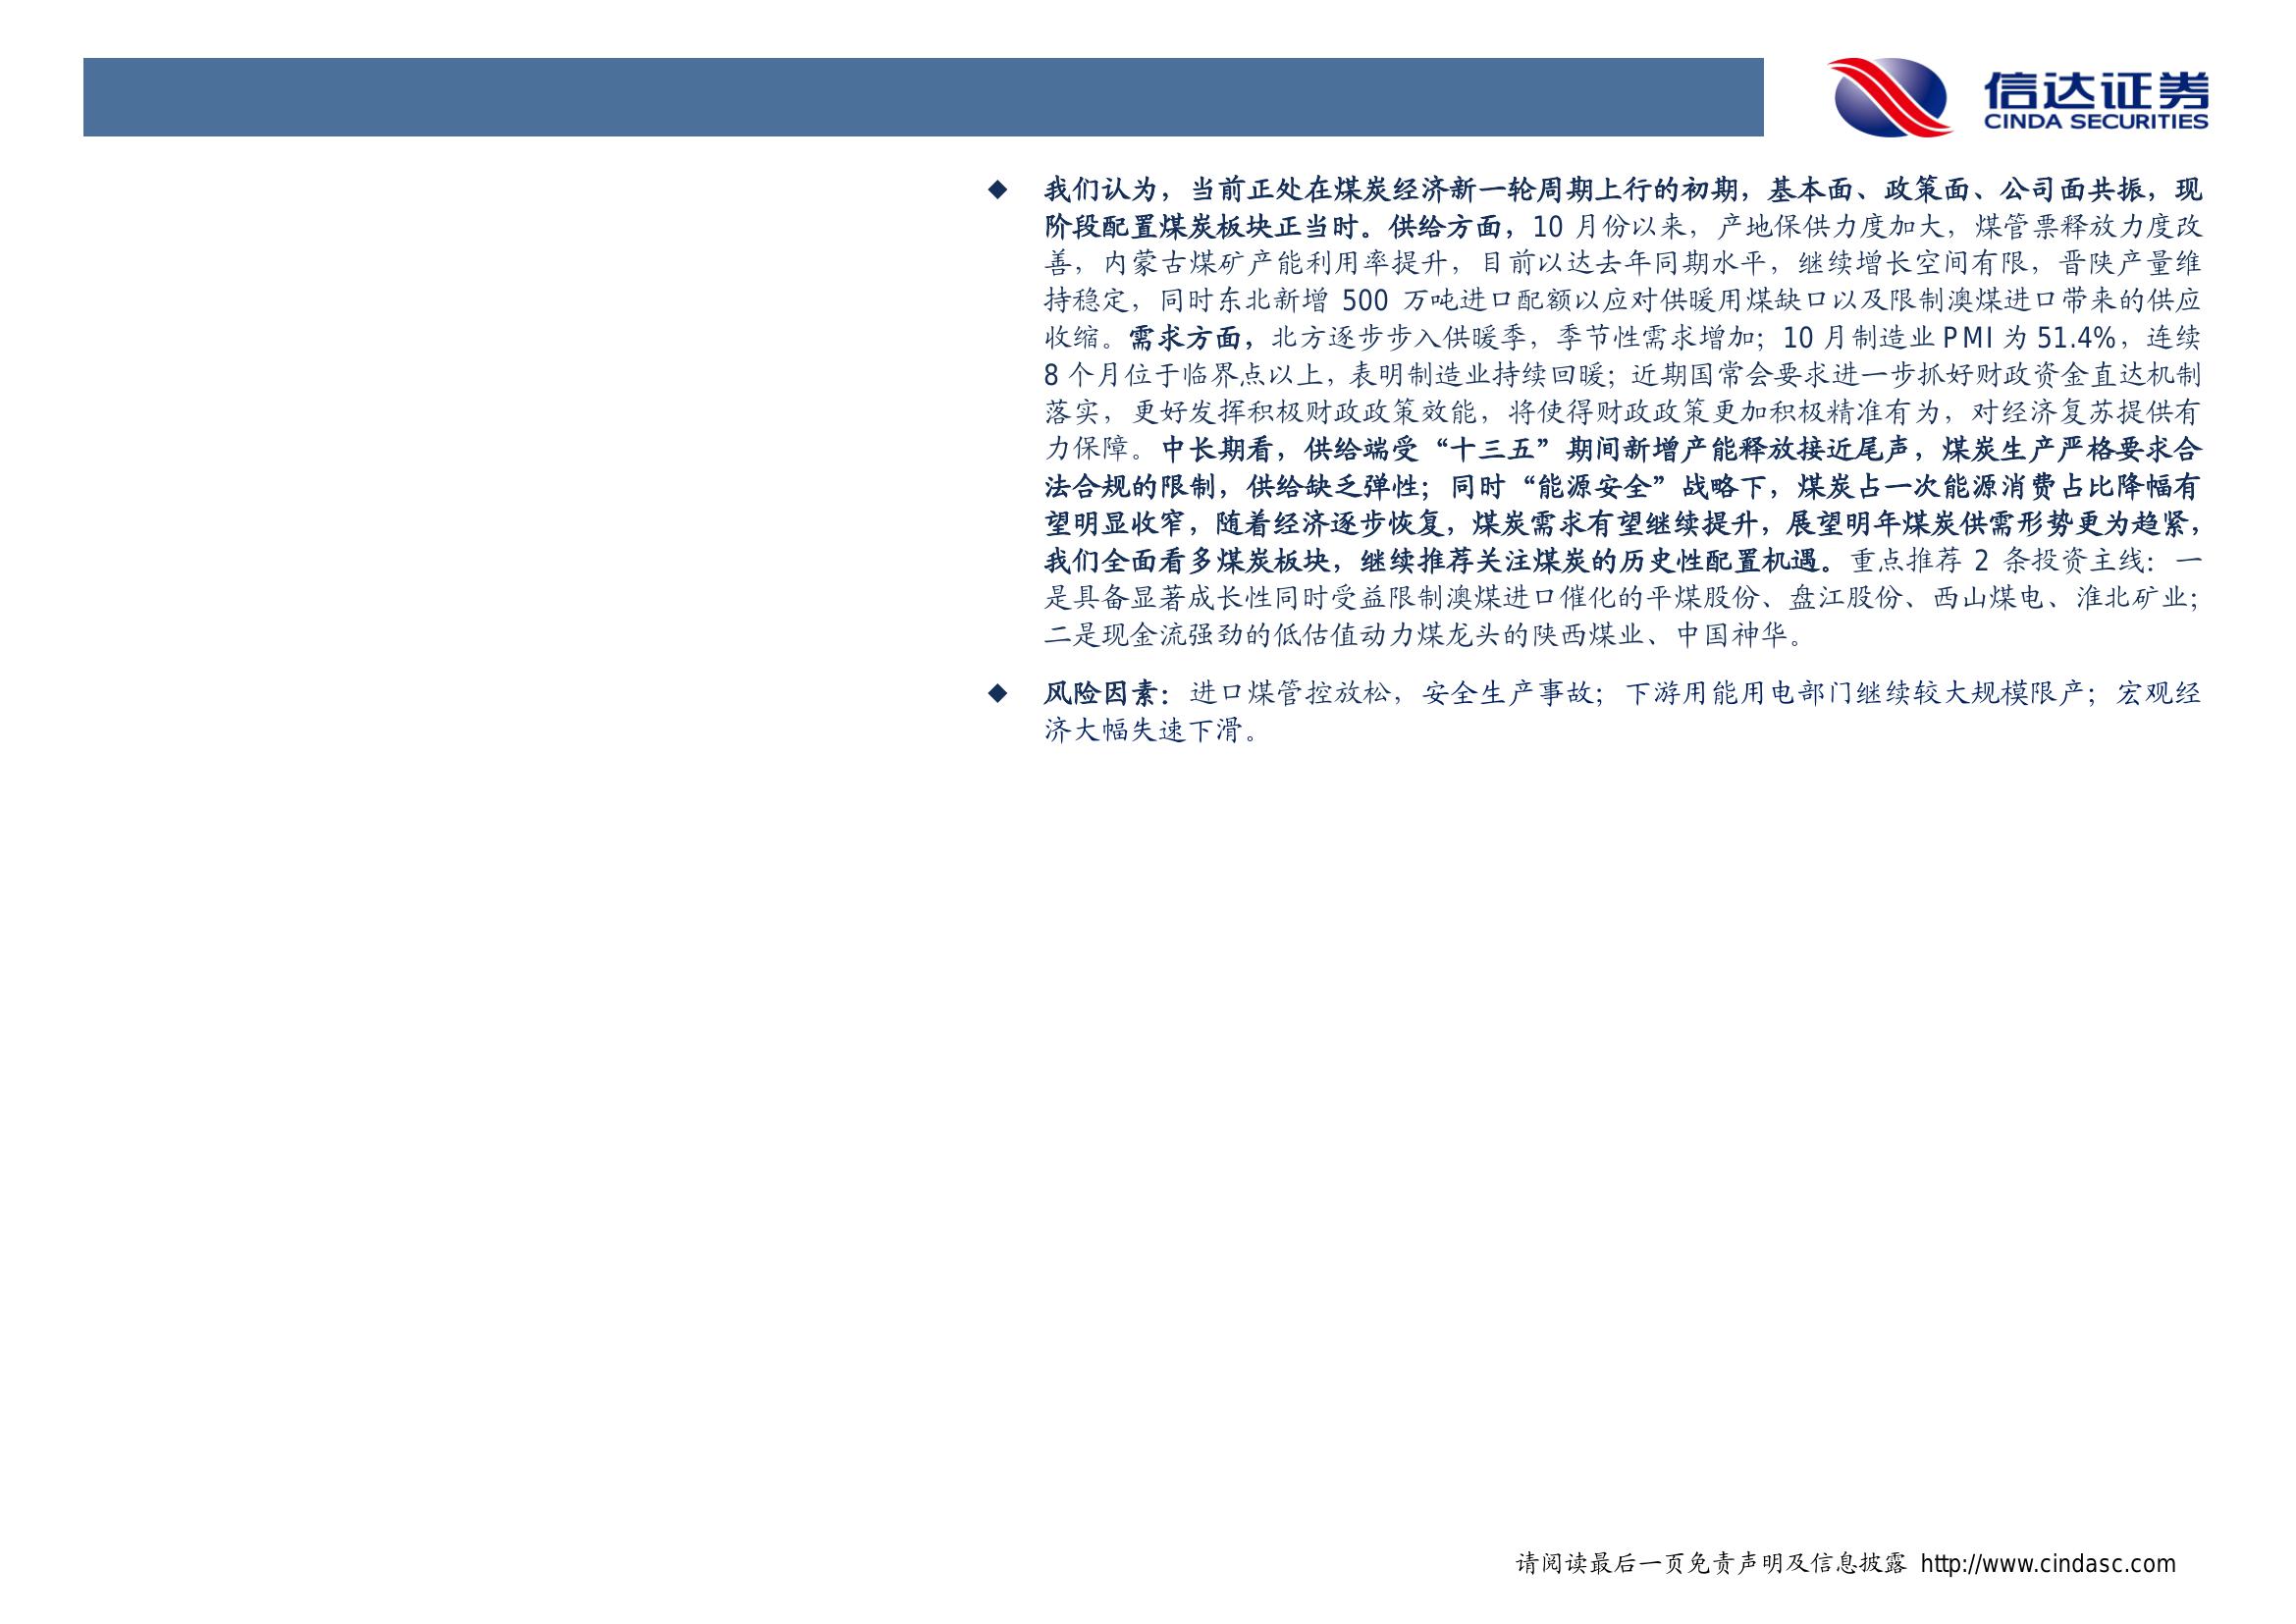 信达证券
CINDA SECURITIES
◆ 我们认为，当前正处在煤炭经济新一轮周期上行的初期，基本面、政策面、公司面共振，现
阶段配置煤炭板块正当时。供给方面，10 月份以来，产地保供力度加大，煤管票释放力度改
善，内蒙古煤矿产能利用率提升，目前以达去年同期水平，继续增长空间有限，晋陕产量维
持稳定，同时东北新增 500 万吨进口配额以应对供暖用煤缺口以及限制澳煤进口带来的供应
收缩。需求方面，北方逐步步入供暖季，季节性需求增加；10 月制造业 PMI 为 51.4%，连续
8 个月位于临界点以上，表明制造业持续回暖；近期国常会要求进一步抓好财政资金直达机制
落实，更好发挥积极财政政策效能，将使得财政政策更加积极精准有为，对经济复苏提供有
力保障。中长期看，供给端受“十三五”期间新增产能释放接近尾声，煤炭生产严格要求合
法合规的限制，供给缺乏弹性；同时“能源安全”战略下，煤炭占一次能源消费占比降幅有
望明显收窄，随着经济逐步恢复，煤炭需求有望继续提升，展望明年煤炭供需形势更为趋紧，
我们全面看多煤炭板块，继续推荐关注煤炭的历史性配置机遇。重点推荐 2 条投资主线：一
是具备显著成长性同时受益限制澳煤进口催化的平煤股份、盘江股份、西山煤电、淮北矿业；
二是现金流强劲的低估值动力煤龙头的陕西煤业、中国神华。
◆ 风险因素：进口煤管控放松，安全生产事故；下游用能用电部门继续较大规模限产；宏观经
济大幅失速下滑。
请阅读最后一页免责声明及信息披露 http://www.cindasc.com